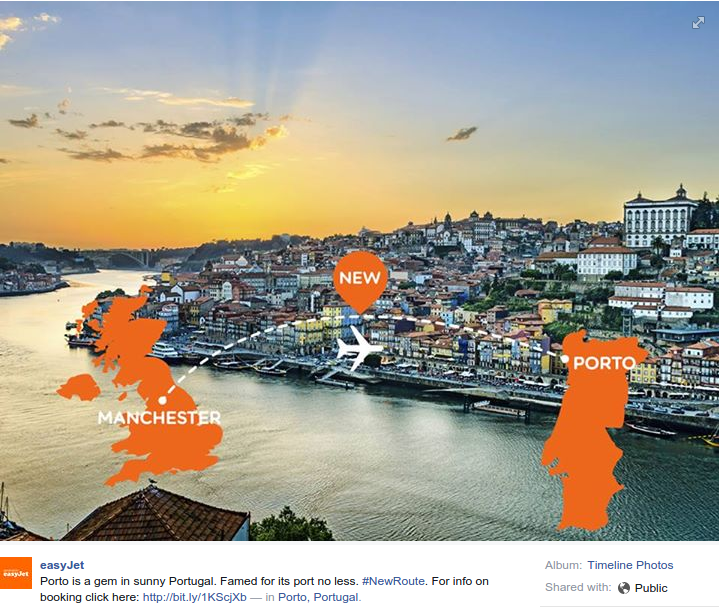 NEW
PORTO
MANCHESTER
easyJet
easyJet
Album: Timeline Photos
Porto is a gem in sunny Portugal. Famed for its port no less. #NewRoute. For info on
booking click here: http://bit.ly/1KScjXb — in Porto, Portugal.
Shared with: Public